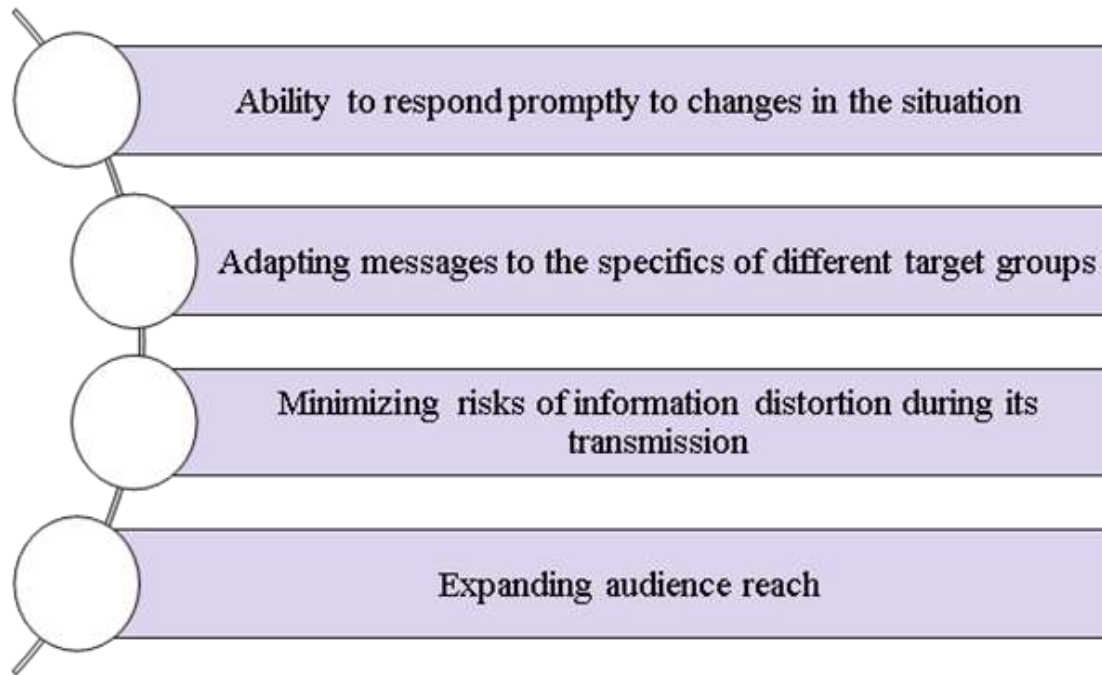 Ability to respond promptly to changes in the situation
Adapting messages to the specifics of different target groups
Minimizing risks of information distortion during its
transmission
Expanding audience reach